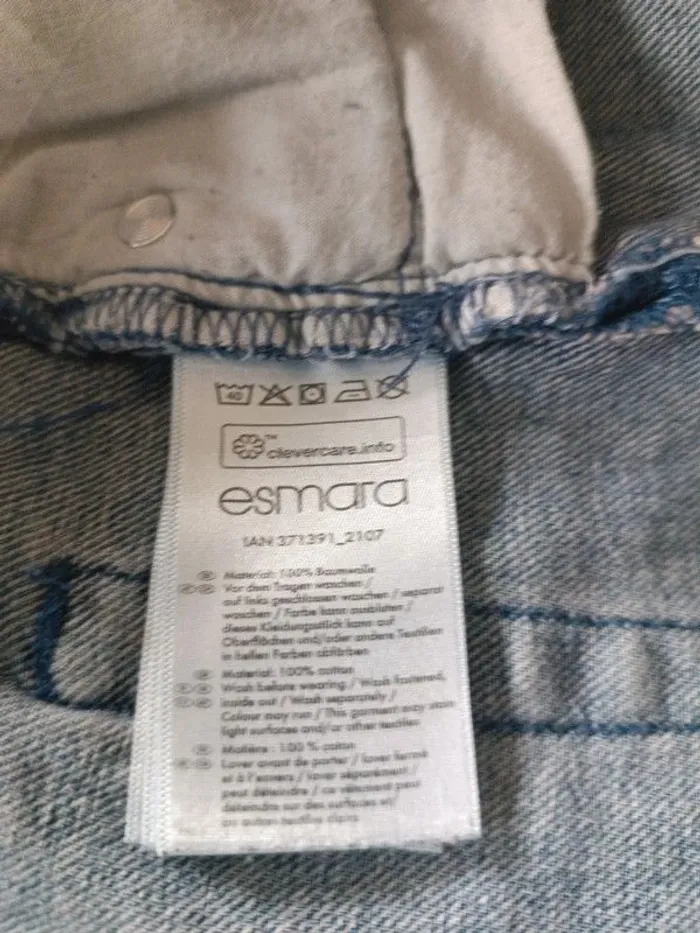 40
clevercare.info
esmara
IAN 371391_2107
Material: 100% Baumwolle
Vor dem Tragen waschen /
auf links geschlossen waschen / separat
waschen / Farbe kann ausbluten /
dieses Kleidungsstück kann auf
Oberflächen und/oder andere Textilien
in hellen Farben abfärben
Material: 100% cotton
Wash before wearing / Wash fastened,
inside out / Wash separately /
Colour may run / This garment may stain
light surfaces and/or other textiles
Matière : 100 % coton
Laver avant de porter / laver fermé
et à l'envers / laver séparément /
peut déteindre / ce vêtement peut
déteindre sur des surfaces et/
ou autres textiles clairs